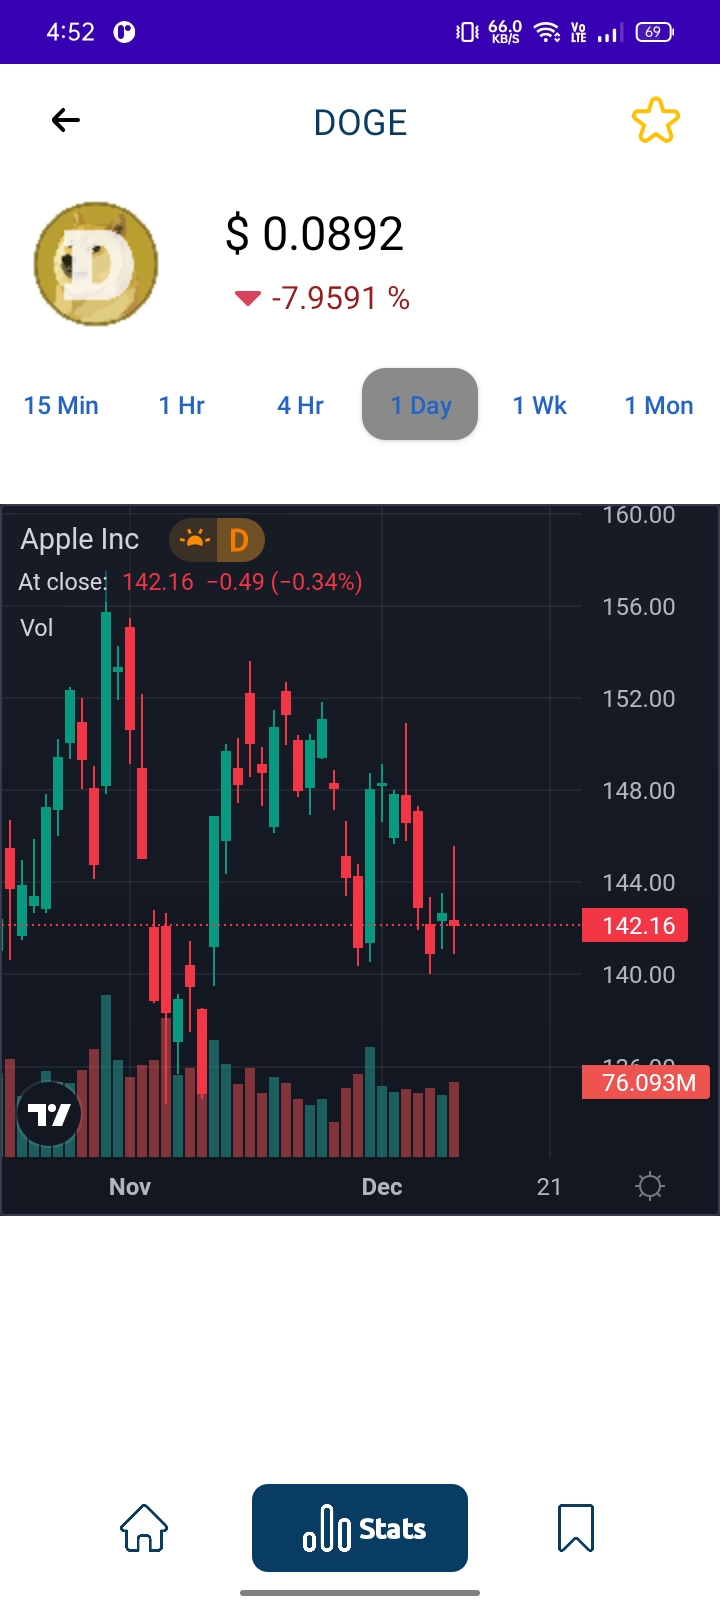 4:52
66.0
KB/S
Vo
LTE
69
DOGE
D
$ 0.0892
-7.9591 %
15 Min 1 Hr 4 Hr 1 Day 1 Wk 1 Mon
160.00
Apple Inc D
At close: 142.16 −0.49 (−0.34%)
156.00
Vol
152.00
148.00
144.00
142.16
140.00
76.093M
Nov Dec 21
Stats